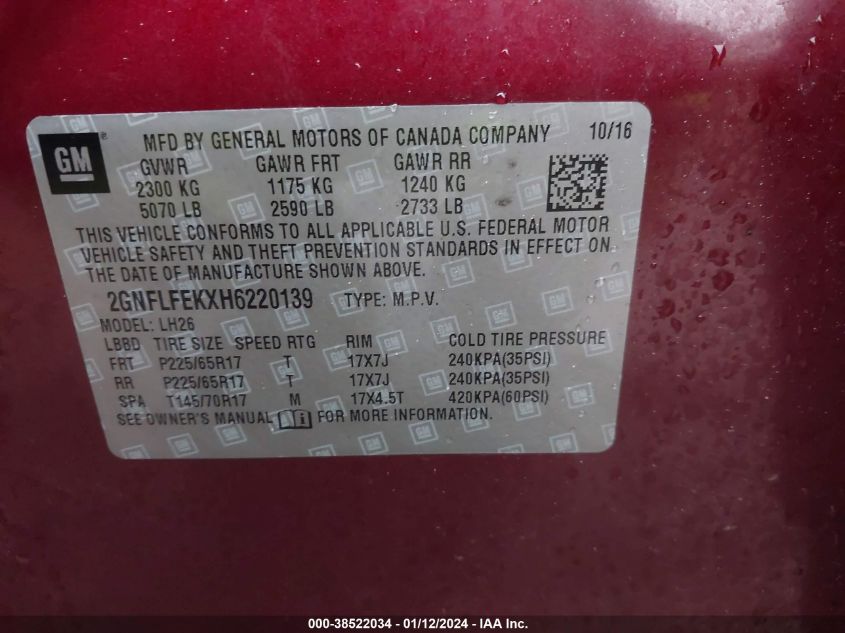 GM
MFD BY GENERAL MOTORS OF CANADA COMPANY 10/16
GVWR GAWR FRT GAWR RR
2300 KG 1175 KG 1240 KG
5070 LB 2590 LB 2733 LB
THIS VEHICLE CONFORMS TO ALL APPLICABLE U.S. FEDERAL MOTOR
VEHICLE SAFETY AND THEFT PREVENTION STANDARDS IN EFFECT ON
THE DATE OF MANUFACTURE SHOWN ABOVE.
2GNFLFEKXH6220139 TYPE: M.P.V.
MODEL: LH26
LBBD TIRE SIZE SPEED RTG RIM COLD TIRE PRESSURE
FRT P225/65R17 T 17X7J 240KPA(35PSI)
RR P225/65R17 T 17X7J 240KPA(35PSI)
SPA T145/70R17 M 17X4.5T 420KPA(60PSI)
SEE OWNER'S MANUAL FOR MORE INFORMATION.
000-38522034 - 01/12/2024 - IAA Inc.